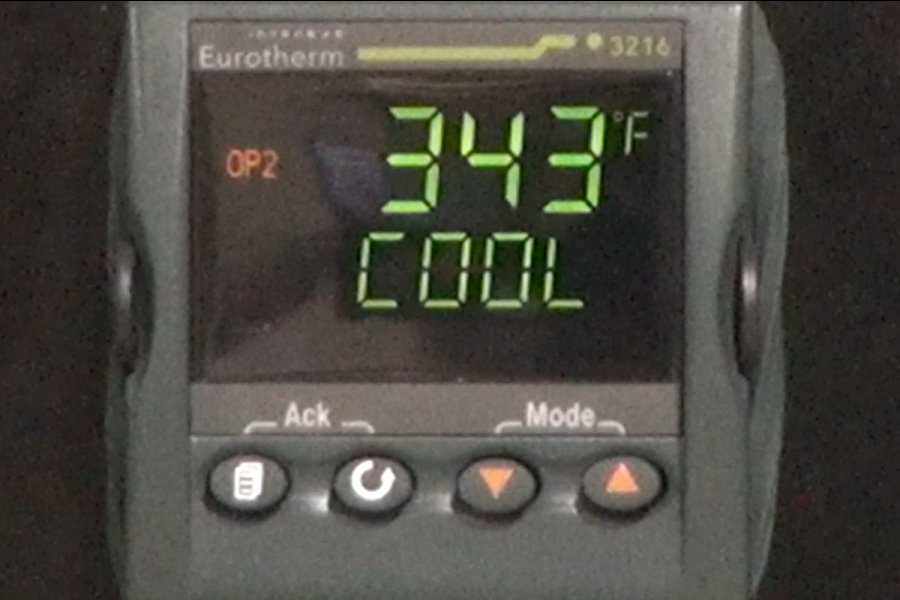 Eurotherm 3216
OP2 343 °F
COOL
Ack Mode